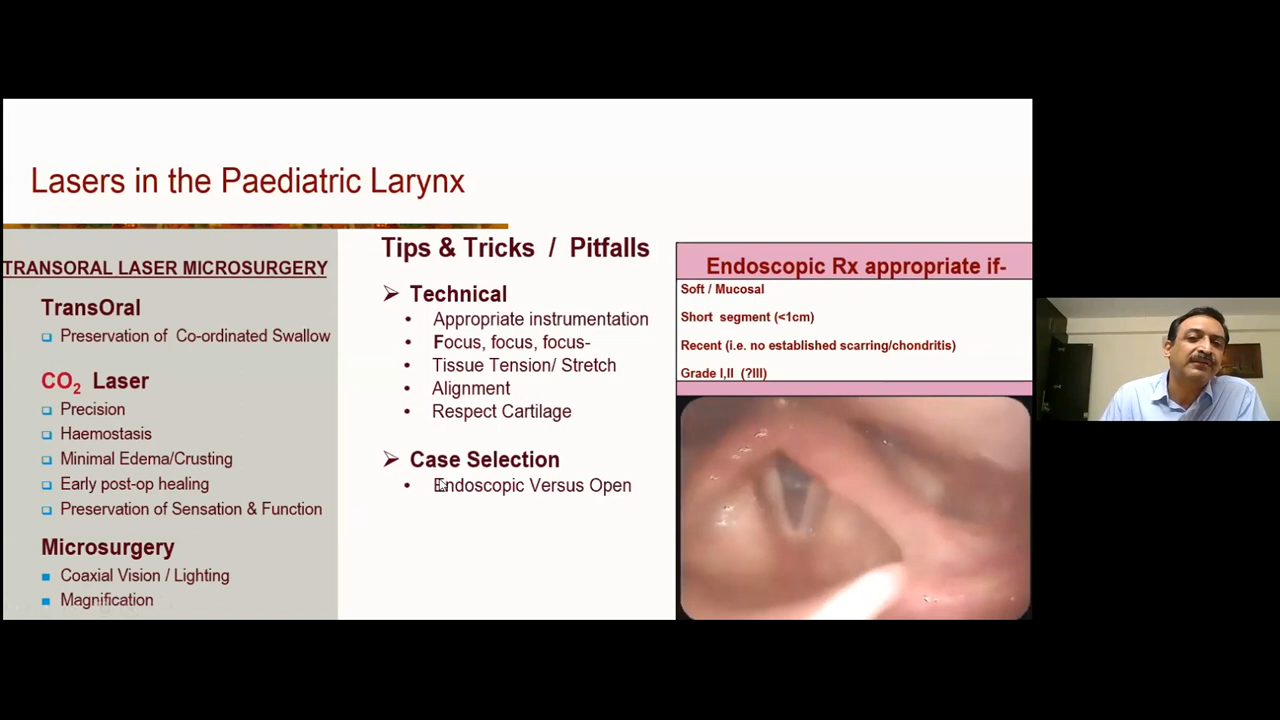 Lasers in the Paediatric Larynx
TRANSORAL LASER MICROSURGERY
TransOral
Preservation of Co-ordinated Swallow
CO2 Laser
Precision
Haemostasis
Minimal Edema/Crusting
Early post-op healing
Preservation of Sensation & Function
Microsurgery
Coaxial Vision / Lighting
Magnification
Tips & Tricks / Pitfalls
Technical
Appropriate instrumentation
Focus, focus, focus-
Tissue Tension/ Stretch
Alignment
Respect Cartilage
Case Selection
Endoscopic Versus Open
Endoscopic Rx appropriate if-
Soft / Mucosal
Short segment (<1cm)
Recent (i.e. no established scarring/chondritis)
Grade I,II (?III)